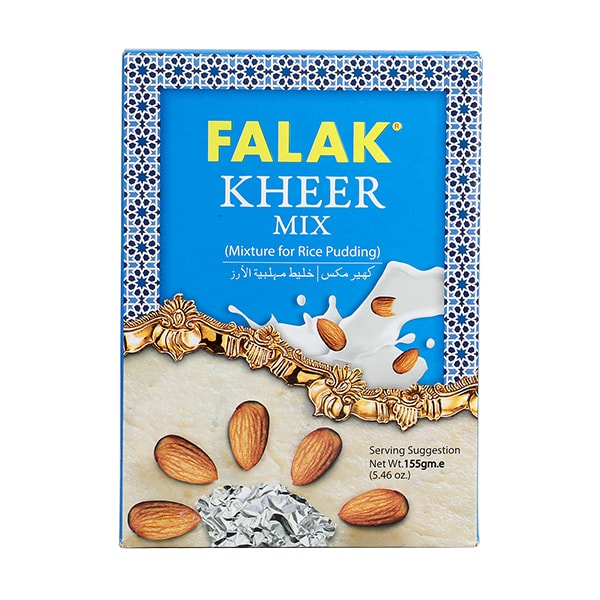 FALAK®
KHEER
MIX
(Mixture for Rice Pudding)
كهير مكس | خليط مهلبية الأرز
Serving Suggestion
Net Wt.155gm.e
(5.46 oz.)